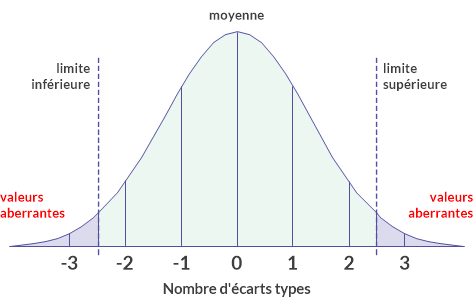 moyenne
limite
inférieure
limite
supérieure
valeurs
aberrantes
valeurs
aberrantes
-3 -2 -1 0 1 2 3
Nombre d'écarts types